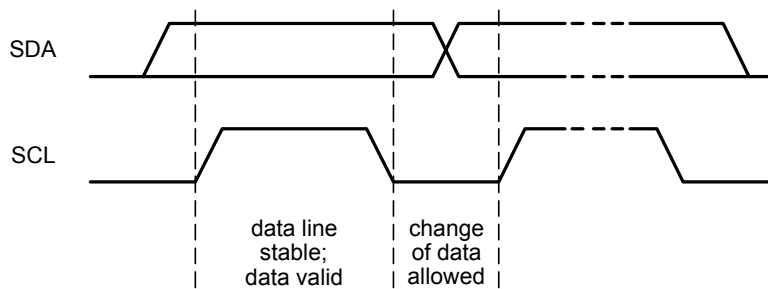 SDA
SCL
data line
stable;
data valid
change
of data
allowed